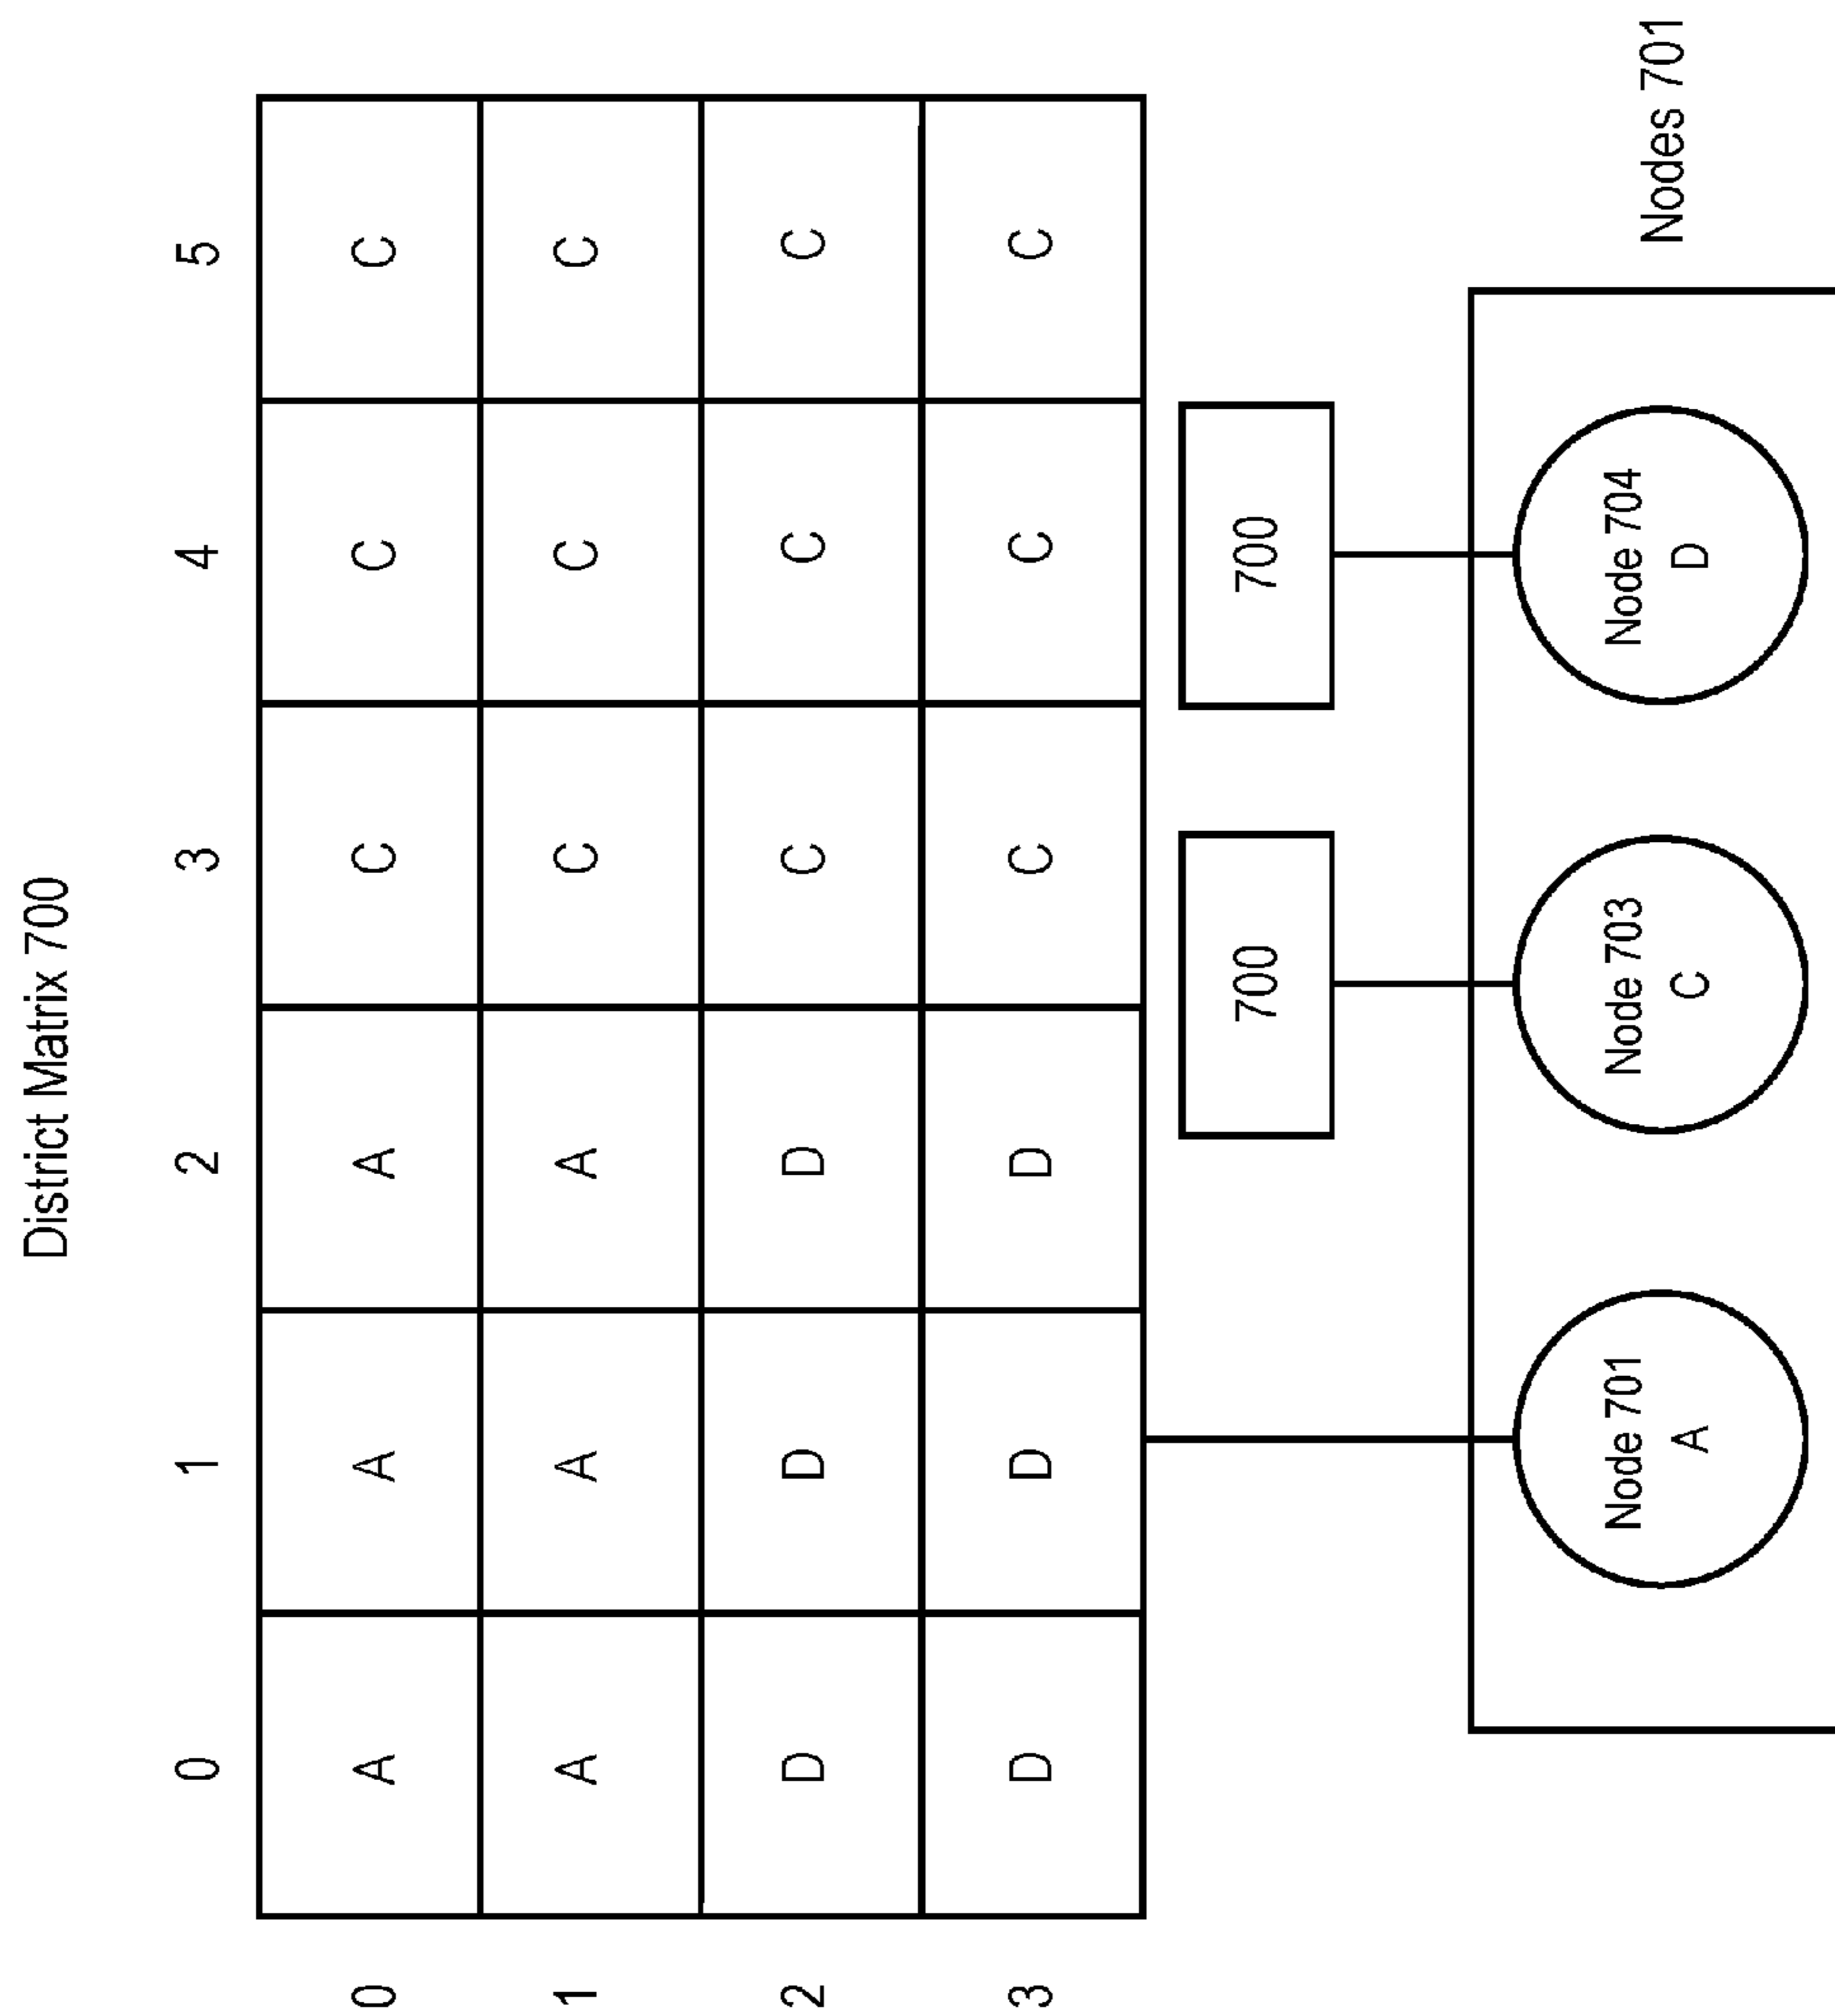 District Matrix 700
0 1 2 3 4 5
0 A A A C C C
1 A A A C C C
2 D D D C C C
3 D D D C C C
700 700
Node 701 Node 703 Node 704
A C D
Nodes 701